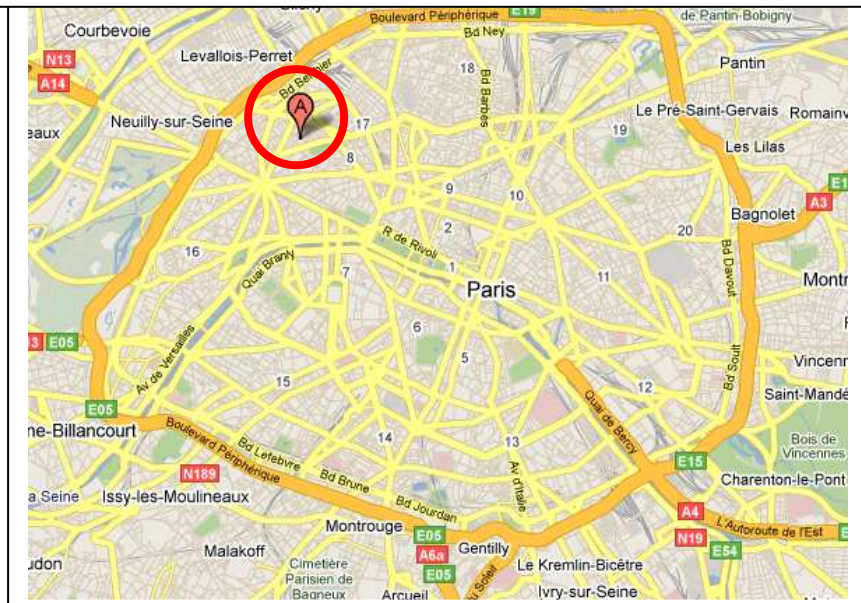 Clichy
Boulevard Périphérique
E19
de Pantin-Bobigny
Courbevoie
Bd Ney
N13
Levallois-Perret
18
Pantin
A14
Bd Berthier
Bd Barbès
A
Neuilly-sur-Seine
17
19
Le Pré-Saint-Gervais
Romainv
eaux
8
Les Lilas
9
10
E1
A3
2
20
Bagnolet
16
R de Rivoli
Quai Branly
7
1
11
Bd Davout
Montr
Paris
6
13
E05
Av de Versailles
5
Bd Soult
Vincenn
15
12
Saint-Mandé
E05
Quai de Bercy
ne-Billancourt
Boulevard Périphérique
14
13
Bois de
Vincennes
Bd Lefebvre
E15
N189
Bd Brune
Av d'Italie
Charenton-le-Pont
a Seine
Issy-les-Moulineaux
Bd Jourdan
A4
Montrouge
E05
L'Autoroute de l'Est
E
Malakoff
A6a
Gentilly
N19
E54
udon
Cimetière
Parisien de
Bagneux
E05
Le Kremlin-Bicêtre
Arcueil
du Soleil
Ivry-sur-Seine